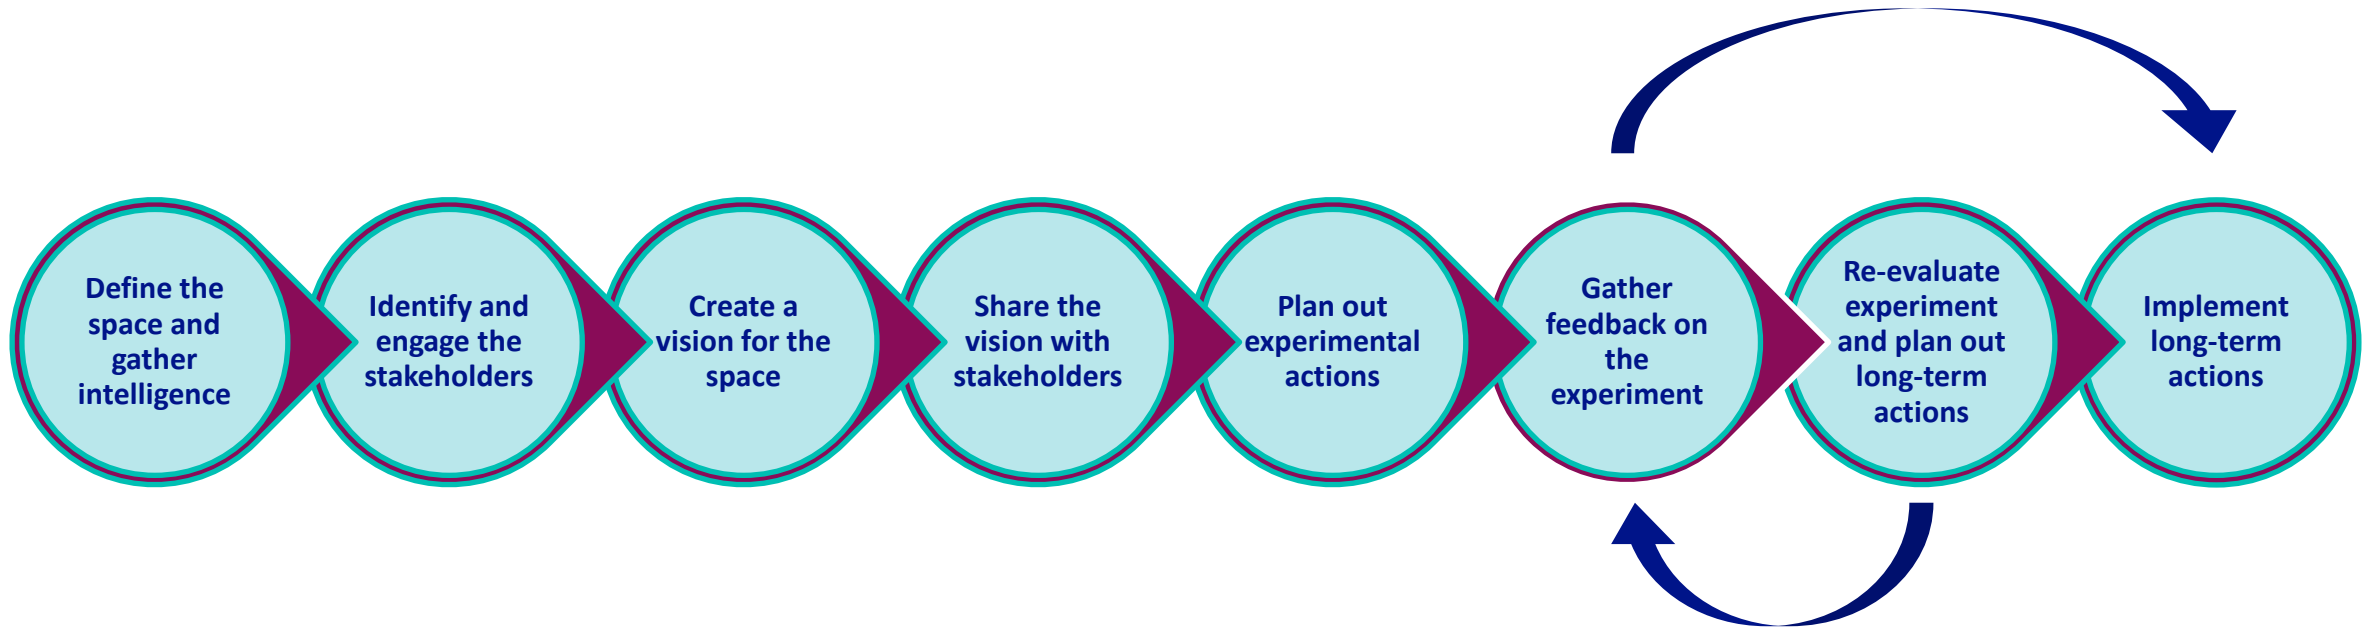 Define the
space and
gather
intelligence
Identify and
engage the
stakeholders
Create a
vision for the
space
Share the
vision with
stakeholders
Plan out
experimental
actions
Gather
feedback on
the
experiment
Re-evaluate
experiment
and plan out
long-term
actions
Implement
long-term
actions